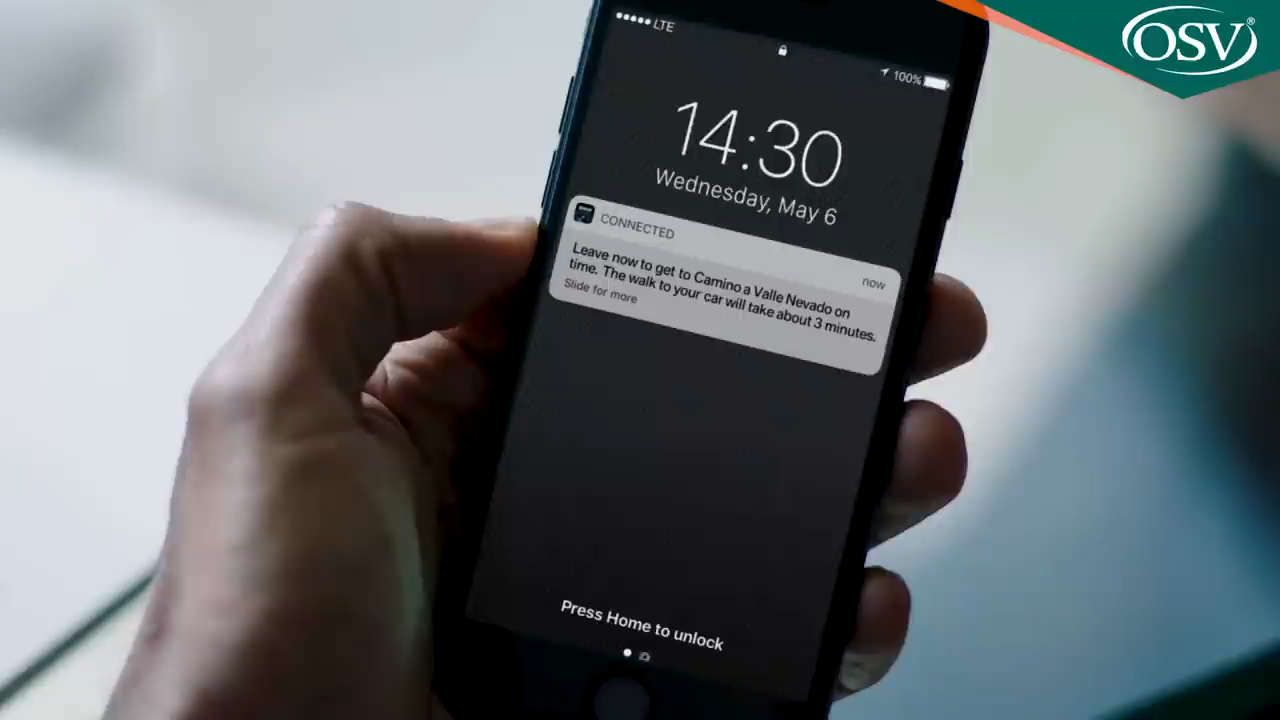 OSV®
LTE
100%
14:30
Wednesday, May 6
CONNECTED
now
Leave now to get to Camino a Valle Nevado on
time. The walk to your car will take about 3 minutes.
Slide for more
Press Home to unlock